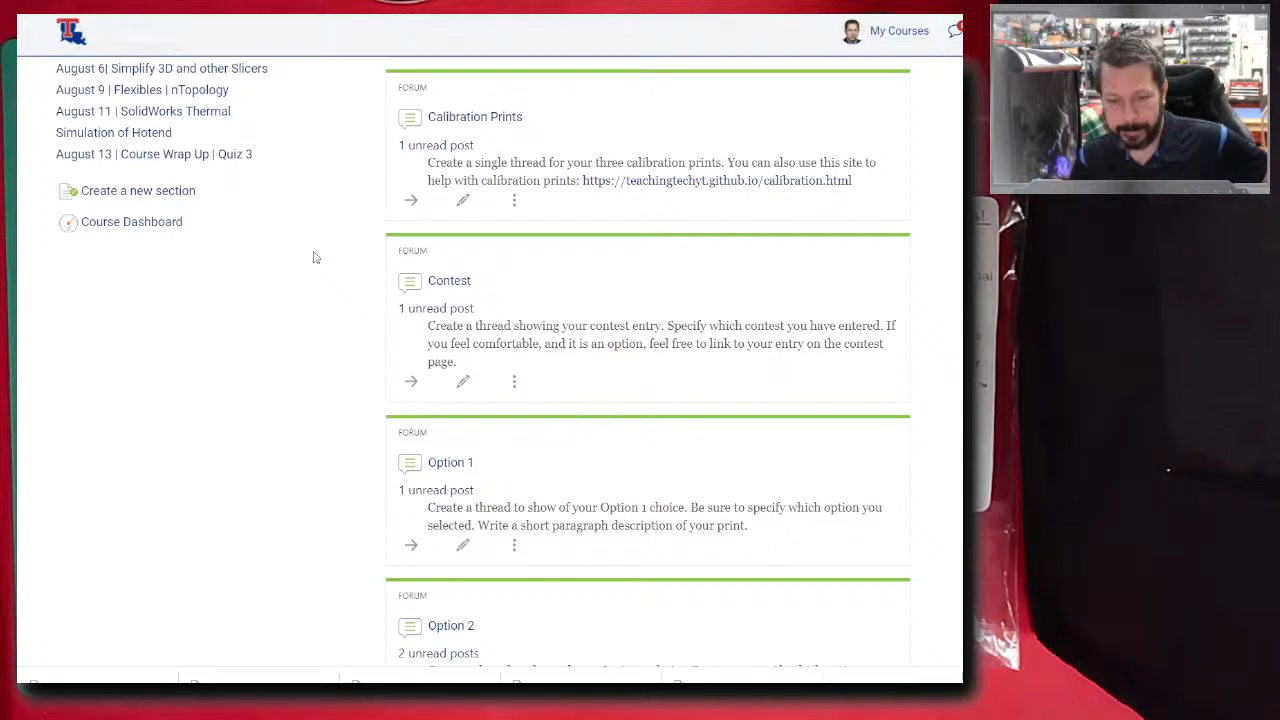 T
My Courses
August 6| Simplify 3D and other Slicers
August 9 | Flexibles | nTopology
August 11 | SolidWorks Thermal
Simulation of Hotend
August 13 | Course Wrap Up | Quiz 3
Create a new section
Course Dashboard
FORUM
Calibration Prints
1 unread post
Create a single thread for your three calibration prints. You can also use this site to
help with calibration prints: https://teachingtechyt.github.io/calibration.html
FORUM
Contest
1 unread post
Create a thread showing your contest entry. Specify which contest you have entered. If
you feel comfortable, and it is an option, feel free to link to your entry on the contest
page.
FORUM
Option 1
1 unread post
Create a thread to show of your Option 1 choice. Be sure to specify which option you
selected. Write a short paragraph description of your print.
FORUM
Option 2
2 unread posts